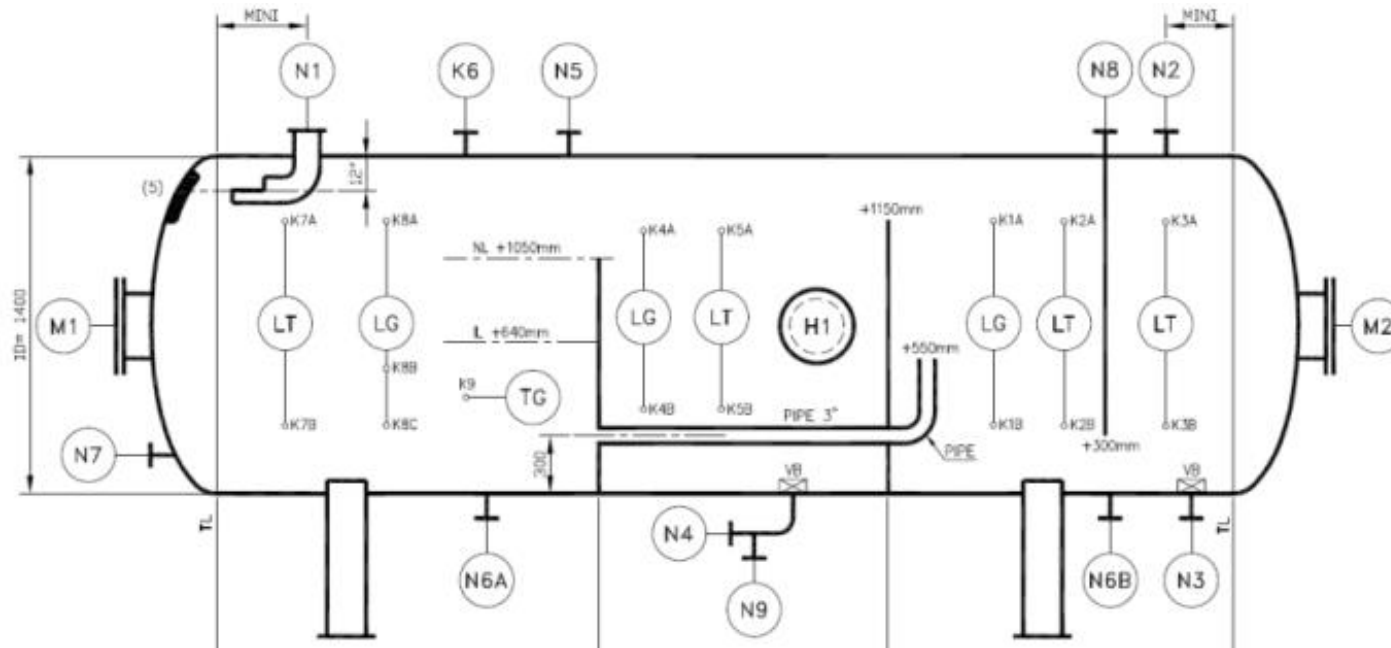 MINI
MINI
N1
K6
N5
N8
N2
(5)
12"
+1150mm
K7A
K8A
K4A
K5A
K1A
K2A
K3A
NL +1050mm
ID= 1400
M1
LT
LG
LG
LT
H1
LG
LT
LT
M2
IL +640mm
+550mm
K8B
K9
TG
K4B
K5B
PIPE 3"
K7B
K8C
K1B
K2B
K3B
+300mm
N7
300
PIPE
VB
VB
TL
TL
N4
N6A
N9
N6B
N3